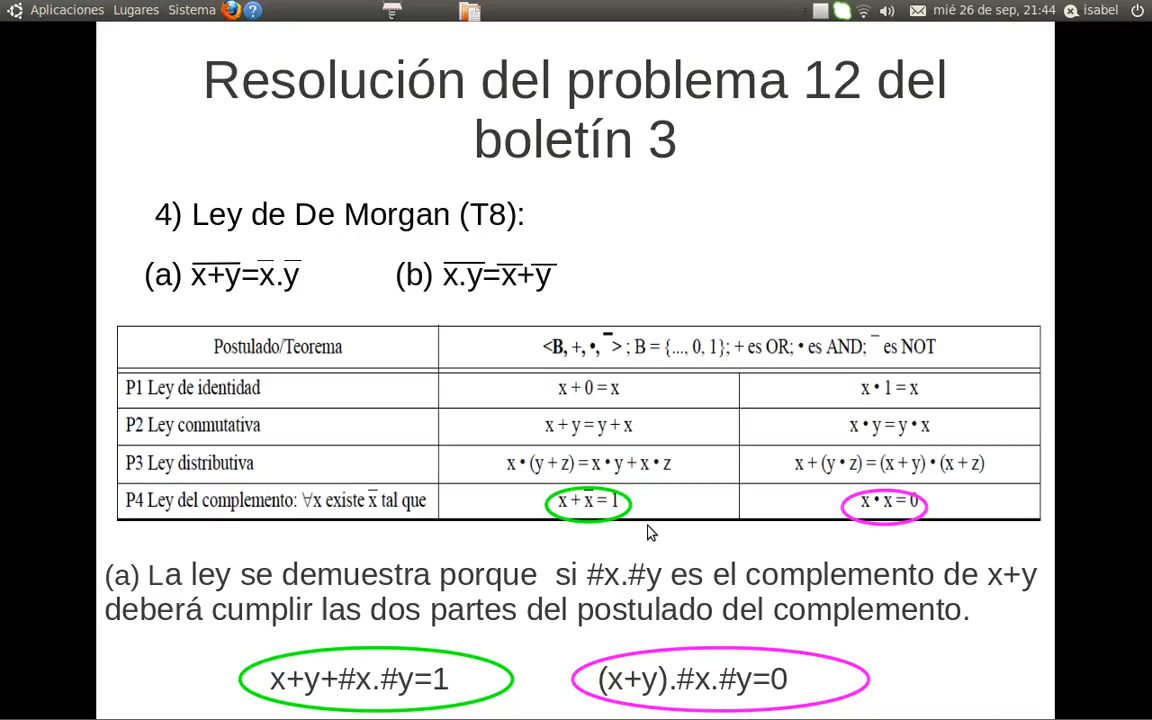 Aplicaciones Lugares Sistema mié 26 de sep, 21:44 isabel
Resolución del problema 12 del
boletín 3
4) Ley de De Morgan (T8):
(a) x̅+̅y̅=x̅.y̅ (b) x̅.̅y̅=x̅+y̅
Postulado/Teorema <B, +, •, ‾> ; B = {..., 0, 1}; + es OR; • es AND; ‾ es NOT
P1 Ley de identidad x + 0 = x x • 1 = x
P2 Ley conmutativa x + y = y + x x • y = y • x
P3 Ley distributiva x • (y + z) = x • y + x • z x + (y • z) = (x + y) • (x + z)
P4 Ley del complemento: ∀x existe x̅ tal que x + x̅ = 1 x • x = 0
(a) La ley se demuestra porque si #x.#y es el complemento de x+y
deberá cumplir las dos partes del postulado del complemento.
x+y+#x.#y=1 (x+y).#x.#y=0